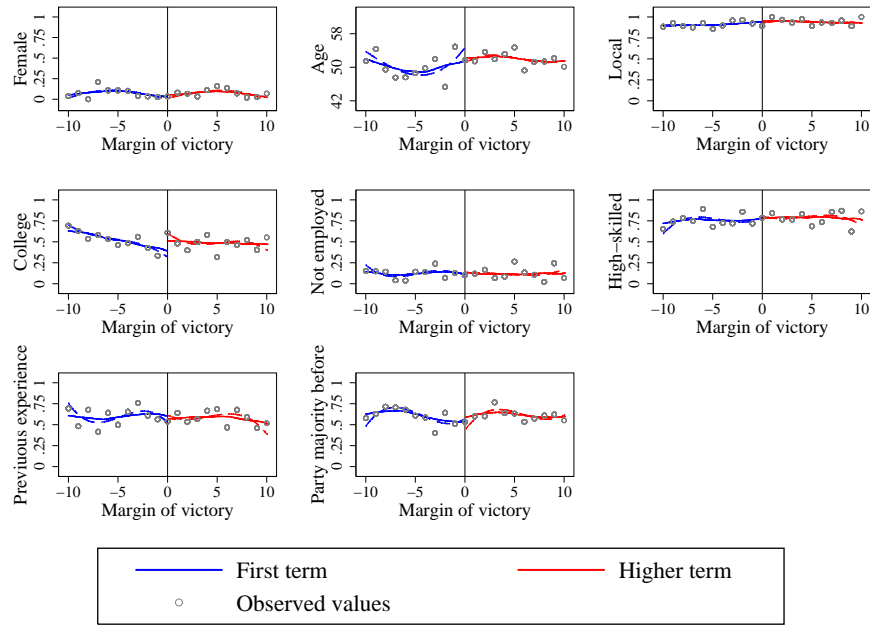 Female
0 .25 .5 .75 1
−10 −5 0 5 10
Margin of victory
Age
42 50 58
−10 −5 0 5 10
Margin of victory
Local
0 .25 .5 .75 1
−10 −5 0 5 10
Margin of victory
College
0 .25 .5 .75 1
−10 −5 0 5 10
Margin of victory
Not employed
0 .25 .5 .75 1
−10 −5 0 5 10
Margin of victory
High−skilled
0 .25 .5 .75 1
−10 −5 0 5 10
Margin of victory
Previuous experience
0 .25 .5 .75 1
−10 −5 0 5 10
Margin of victory
Party majority before
0 .25 .5 .75 1
−10 −5 0 5 10
Margin of victory
First term Higher term
Observed values